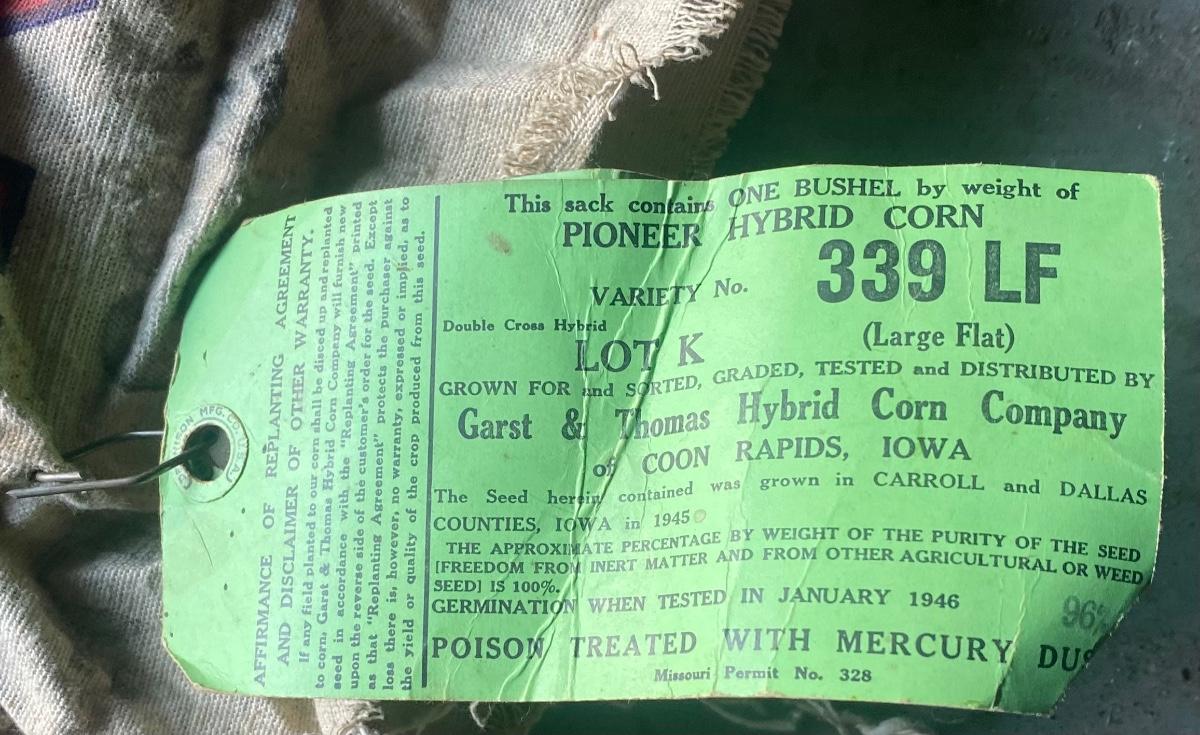 This sack contains ONE BUSHEL by weight of
PIONEER HYBRID CORN
VARIETY No. 339 LF
Double Cross Hybrid
LOT K (Large Flat)
GROWN FOR and SORTED, GRADED, TESTED and DISTRIBUTED BY
Garst & Thomas Hybrid Corn Company
of COON RAPIDS, IOWA
The Seed herein contained was grown in CARROLL and DALLAS
COUNTIES, IOWA in 1945
THE APPROXIMATE PERCENTAGE BY WEIGHT OF THE PURITY OF THE SEED
[FREEDOM FROM INERT MATTER AND FROM OTHER AGRICULTURAL OR WEED
SEED] IS 100%.
GERMINATION WHEN TESTED IN JANUARY 1946 96%
POISON TREATED WITH MERCURY DUS
Missouri Permit No. 328
AFFIRMANCE OF REPLANTING AGREEMENT
AND DISCLAIMER OF OTHER WARRANTY.
If any field planted to our corn shall be disced up and replanted
to corn, Garst & Thomas Hybrid Corn Company will furnish new
seed in accordance with the "Replanting Agreement" printed
upon the reverse side of the customer's order for the seed. Except
as that "Replanting Agreement" protects the purchaser against
loss there is, however, no warranty, expressed or implied, as to
the yield or quality of the crop produced from this seed.
MFG. CO. U.S.A.